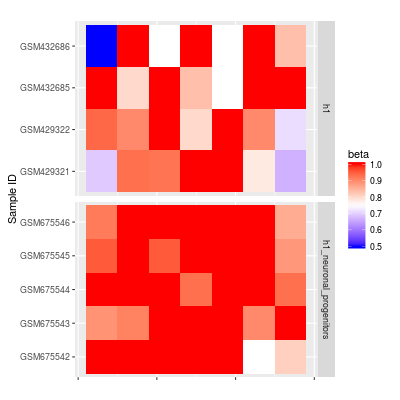 Sample ID
GSM432686
GSM432685
GSM429322
GSM429321
h1
GSM675546
GSM675545
GSM675544
GSM675543
GSM675542
h1_neuronal_progenitors
beta
1.0
0.9
0.8
0.7
0.6
0.5